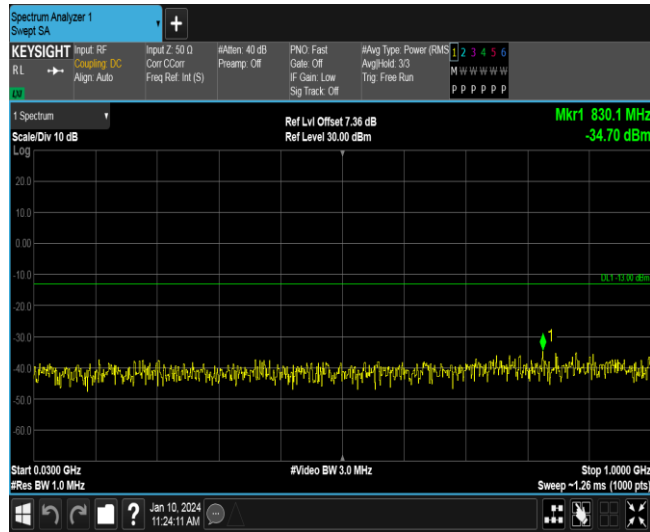 Spectrum Analyzer 1
Swept SA
+
KEYSIGHT
RL
LXI
Input: RF
Coupling: DC
Align: Auto
Input Z: 50 Ω
Corr CCorr
Freq Ref: Int (S)
#Atten: 40 dB
Preamp: Off
PNO: Fast
Gate: Off
IF Gain: Low
Sig Track: Off
#Avg Type: Power (RMS
Avg|Hold: 3/3
Trig: Free Run
1 2 3 4 5 6
M W W W W W
P P P P P P
1 Spectrum
Scale/Div 10 dB
Log
Ref Lvl Offset 7.36 dB
Ref Level 30.00 dBm
Mkr1 830.1 MHz
-34.70 dBm
20.0
10.0
0.00
-10.0
DL1 -13.00 dBm
-20.0
-30.0
1
-40.0
-50.0
-60.0
Start 0.0300 GHz
#Res BW 1.0 MHz
#Video BW 3.0 MHz
Stop 1.0000 GHz
Sweep ~1.26 ms (1000 pts)
?
Jan 10, 2024
11:24:11 AM